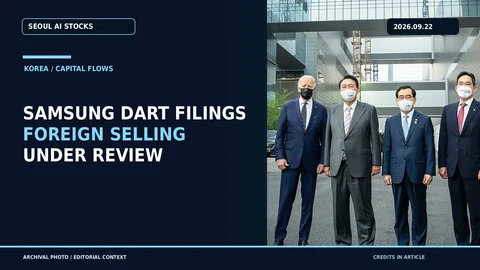 SEOUL AI STOCKS
2026.09.22
KOREA / CAPITAL FLOWS
SAMSUNG DART FILINGS
FOREIGN SELLING
UNDER REVIEW
ARCHIVAL PHOTO / EDITORIAL CONTEXT
CREDITS IN ARTICLE